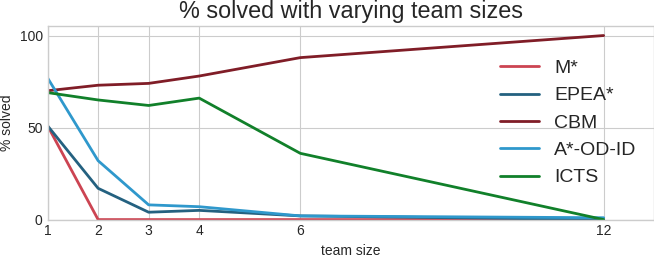 % solved with varying team sizes
100
50
0
% solved
M*
EPEA*
CBM
A*-OD-ID
ICTS
1 2 3 4 6 12
team size